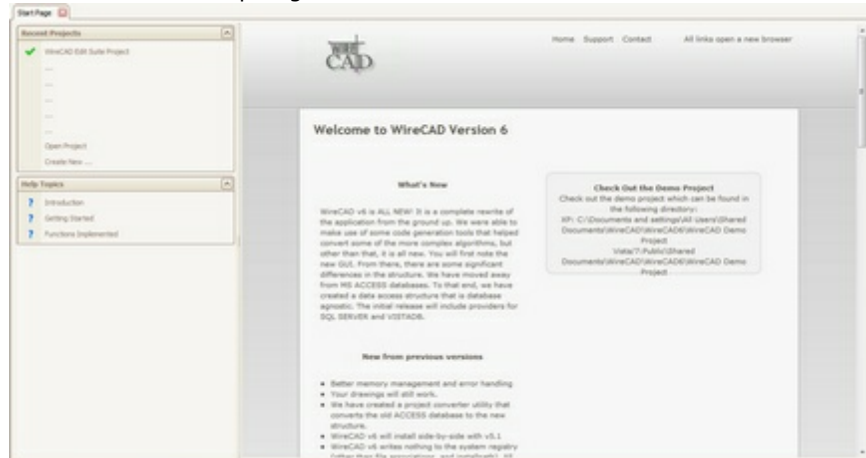 Start Page
Recent Projects
WireCAD Edit Suite Project
...
...
...
...
...
Open Project
Create New ...
Help Topics
Introduction
Getting Started
Functions Implemented
WIRE
CAD
Home Support Contact All links open a new browser
Welcome to WireCAD Version 6
What's New
WireCAD v6 is ALL NEW! It is a complete rewrite of
the application from the ground up. We were able to
make use of some code generation tools that helped
convert some of the more complex algorithms, but
other than that, it is all new. You will first note the
new GUI. From there, there are some significant
differences in the structure. We have moved away
from MS ACCESS databases. To that end, we have
created a data access structure that is database
agnostic. The initial release will include providers for
SQL SERVER and VISTADB.
New from previous versions
Better memory management and error handling
Your drawings will still work.
We have created a project converter utility that
converts the old ACCESS database to the new
structure.
WireCAD v6 will install side-by-side with v5.1
WireCAD v6 writes nothing to the system registry
(other than file associations, and installpath). All
Check Out the Demo Project
Check out the demo project which can be found in
the following directory:
XP: C:\Documents and settings\All Users\Shared
Documents\WireCAD\WireCAD6\WireCAD Demo
Project
Vista/7:Public\Shared
Documents\WireCAD\WireCAD6\WireCAD Demo
Project